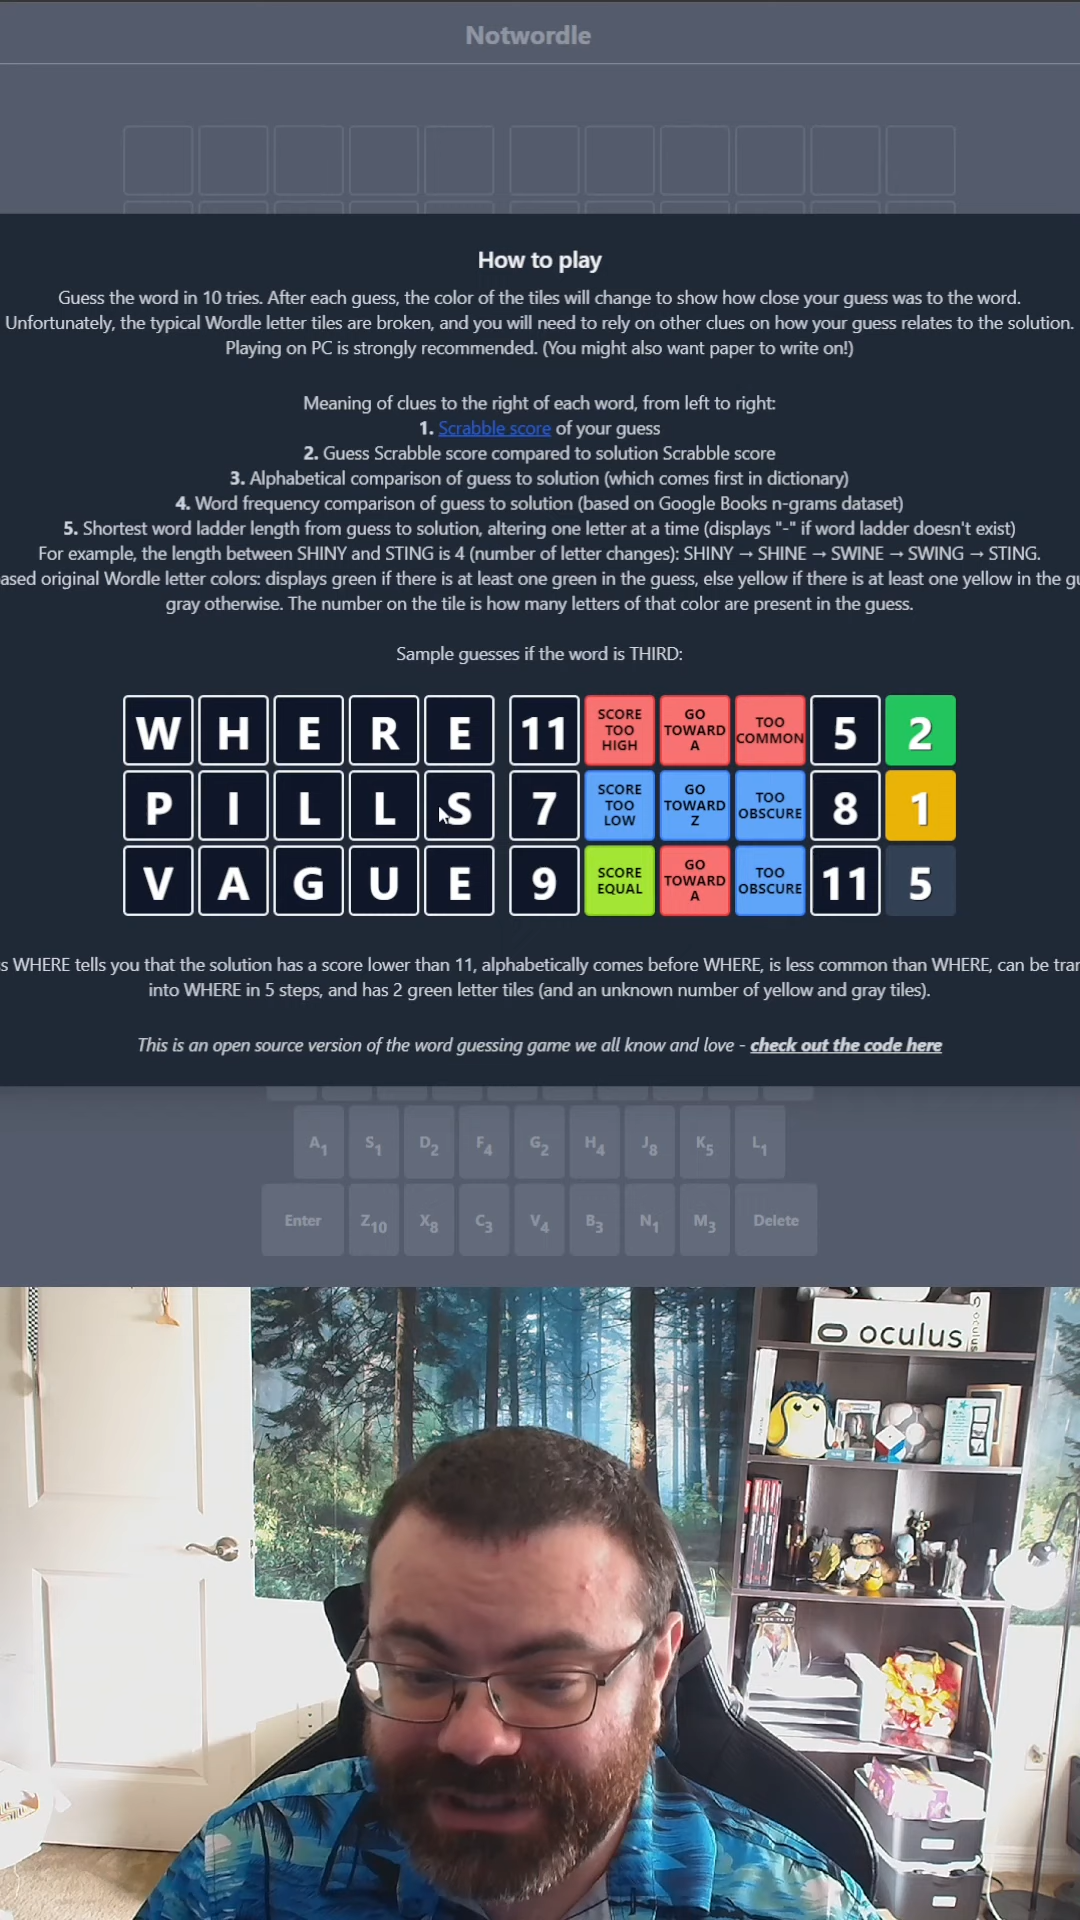 Notwordle
How to play
Guess the word in 10 tries. After each guess, the color of the tiles will change to show how close your guess was to the word.
Unfortunately, the typical Wordle letter tiles are broken, and you will need to rely on other clues on how your guess relates to the solution.
Playing on PC is strongly recommended. (You might also want paper to write on!)
Meaning of clues to the right of each word, from left to right:
1. Scrabble score of your guess
2. Guess Scrabble score compared to solution Scrabble score
3. Alphabetical comparison of guess to solution (which comes first in dictionary)
4. Word frequency comparison of guess to solution (based on Google Books n-grams dataset)
5. Shortest word ladder length from guess to solution, altering one letter at a time (displays "-" if word ladder doesn't exist)
For example, the length between SHINY and STING is 4 (number of letter changes): SHINY → SHINE → SWINE → SWING → STING.
ased original Wordle letter colors: displays green if there is at least one green in the guess, else yellow if there is at least one yellow in the gu
gray otherwise. The number on the tile is how many letters of that color are present in the guess.
Sample guesses if the word is THIRD:
W H E R E 11 SCORE TOO HIGH GO TOWARD A TOO COMMON 5 2
P I L L S 7 SCORE TOO LOW GO TOWARD Z TOO OBSCURE 8 1
V A G U E 9 SCORE EQUAL GO TOWARD A TOO OBSCURE 11 5
s WHERE tells you that the solution has a score lower than 11, alphabetically comes before WHERE, is less common than WHERE, can be tran
into WHERE in 5 steps, and has 2 green letter tiles (and an unknown number of yellow and gray tiles).
This is an open source version of the word guessing game we all know and love - check out the code here
A1 S1 D2 F4 G2 H4 J8 K5 L1
Enter Z10 X8 C3 V4 B3 N1 M3 Delete
oculus